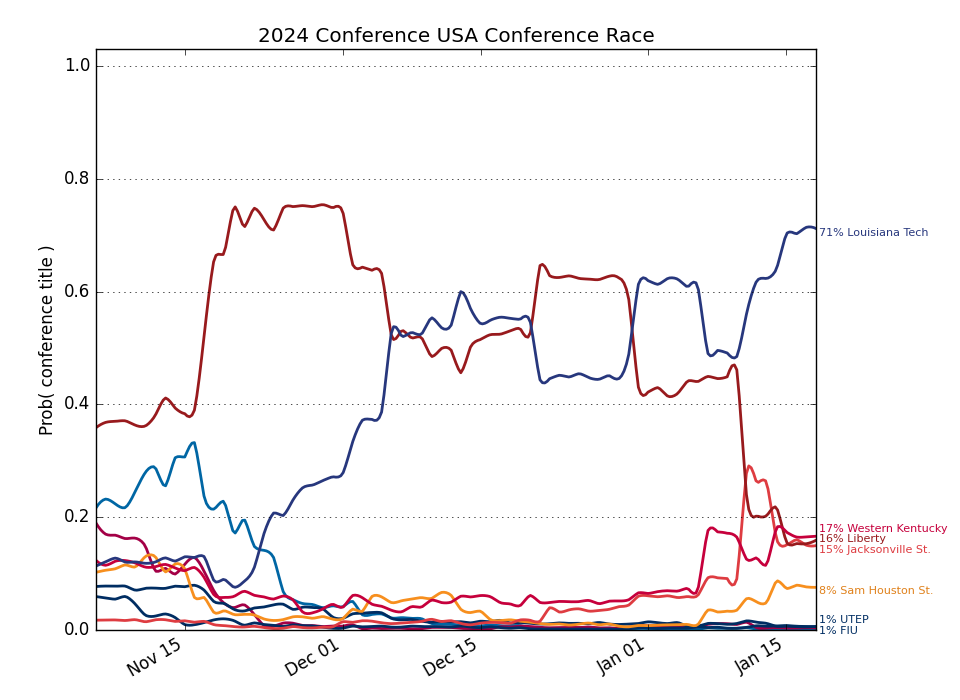 2024 Conference USA Conference Race
Prob( conference title )
1.0
0.8
0.6
0.4
0.2
0.0
Nov 15
Dec 01
Dec 15
Jan 01
Jan 15
71% Louisiana Tech
17% Western Kentucky
16% Liberty
15% Jacksonville St.
8% Sam Houston St.
1% UTEP
1% FIU